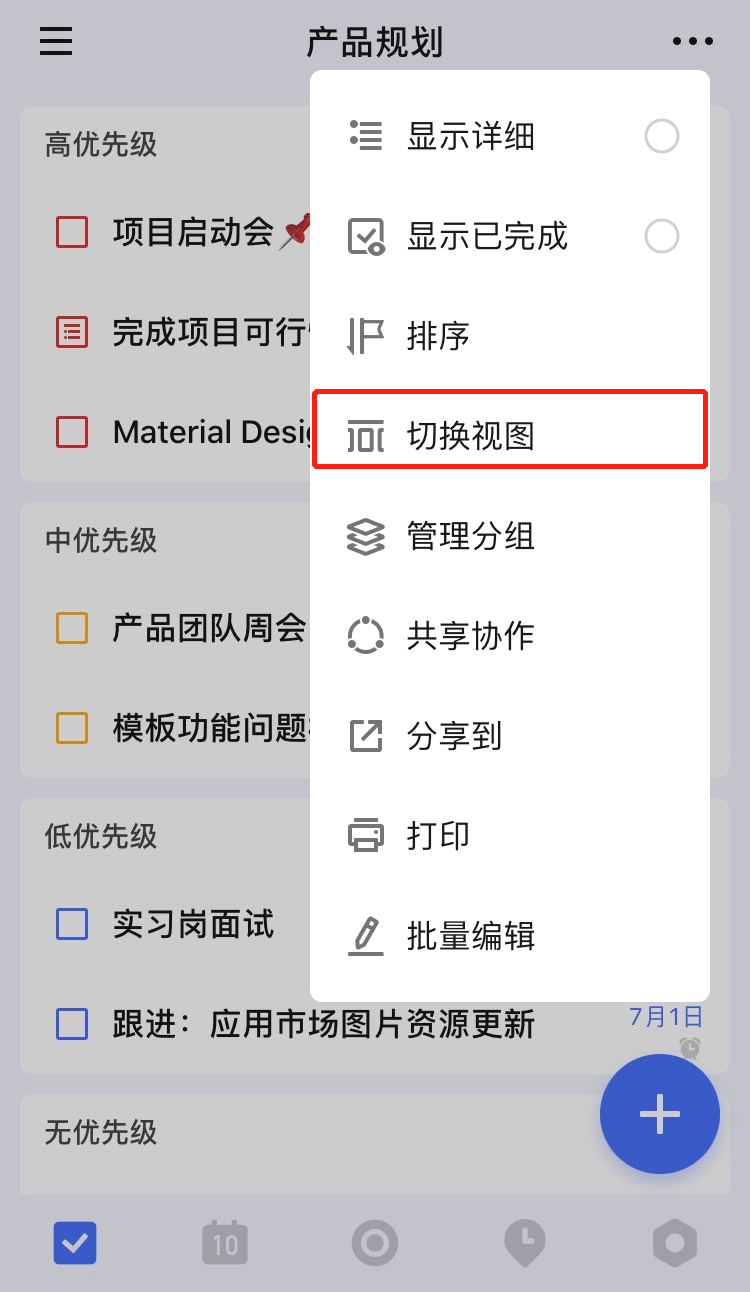 产品规划
高优先级
项目启动会
完成项目可行
Material Desig
中优先级
产品团队周会
模板功能问题
低优先级
实习岗面试
跟进：应用市场图片资源更新
7月1日
无优先级
显示详细
显示已完成
排序
切换视图
管理分组
共享协作
分享到
打印
批量编辑
10